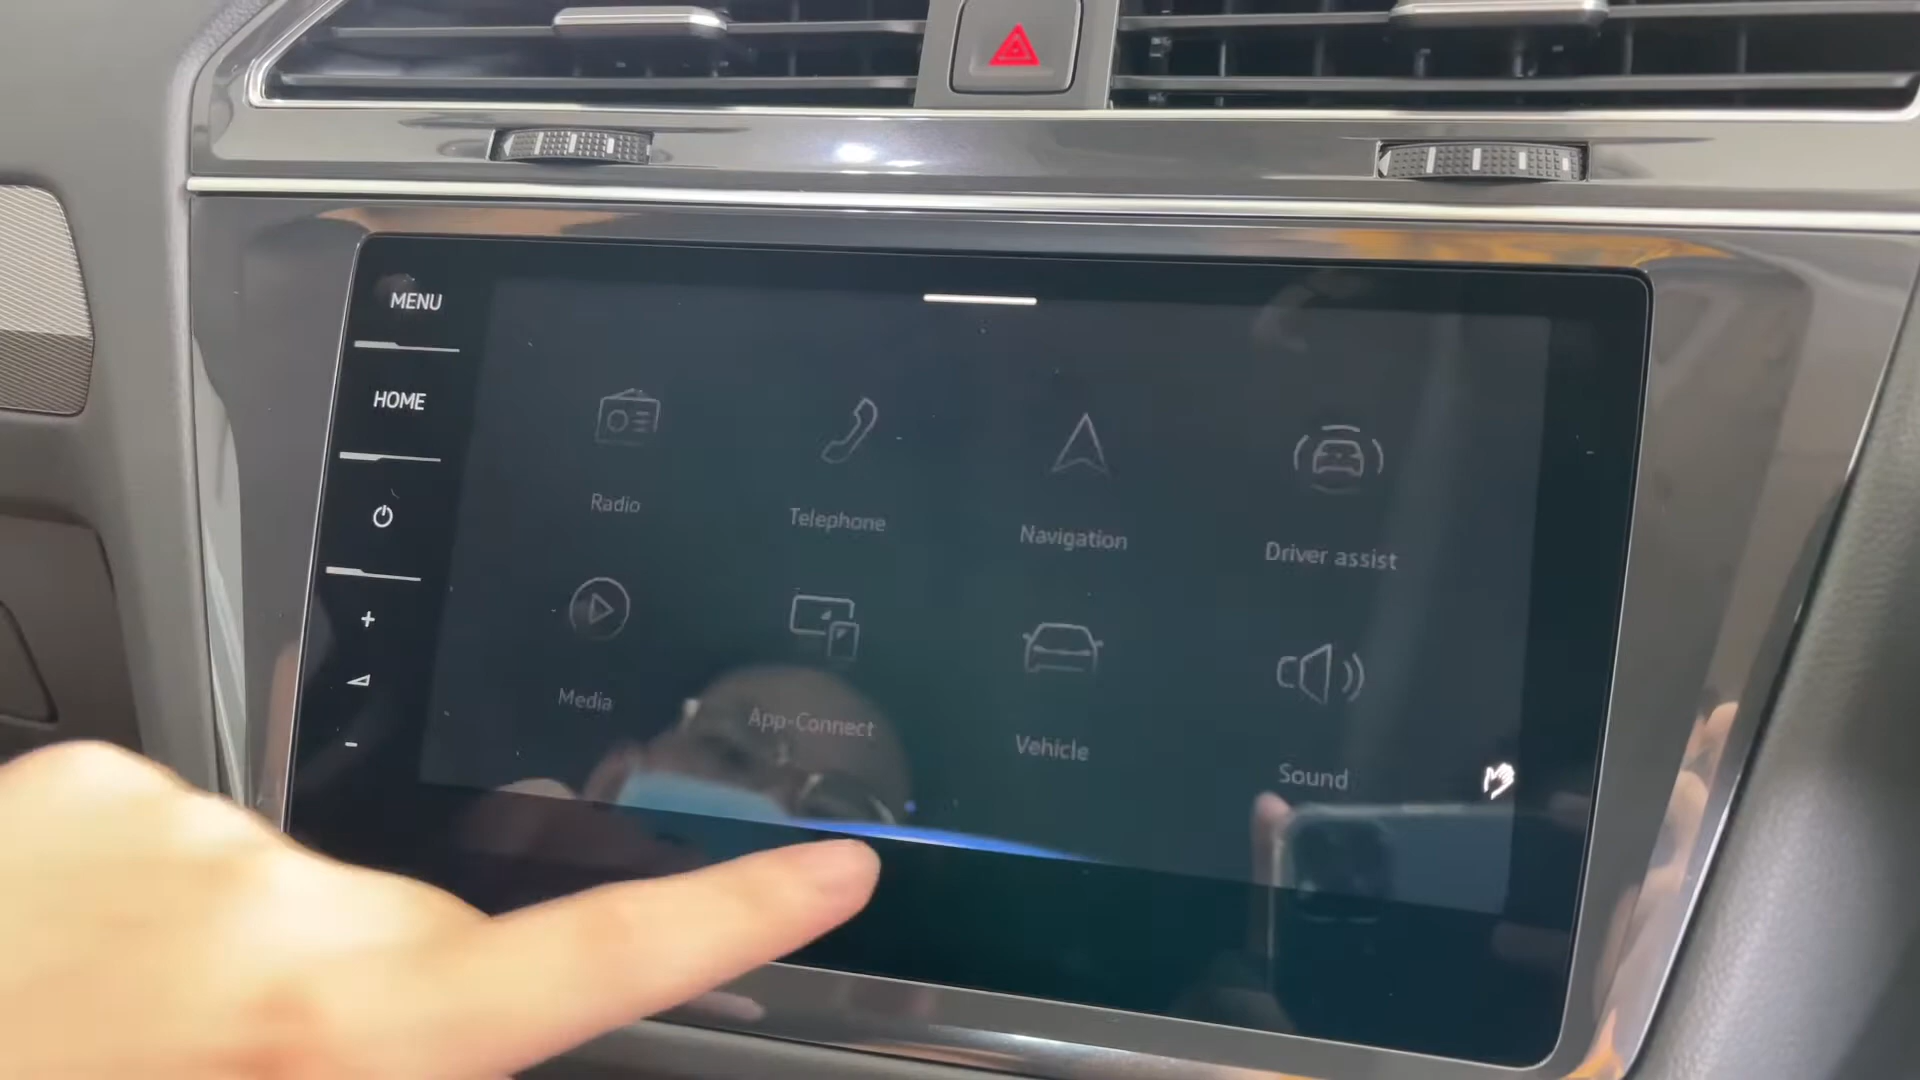 MENU
HOME
Radio
Telephone
Navigation
Driver assist
+
Media
App-Connect
Vehicle
Sound
-